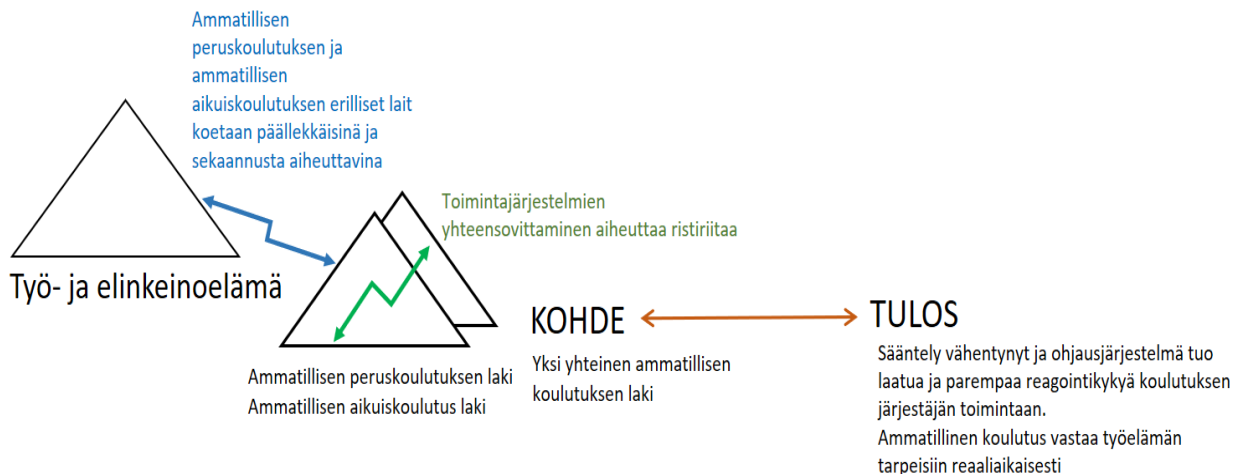 Ammatillisen
peruskoulutuksen ja
ammatillisen
aikuiskoulutuksen erilliset lait
koetaan päällekkäisinä ja
sekaannusta aiheuttavina
Toimintajärjestelmien
yhteensovittaminen aiheuttaa ristiriitaa
Työ- ja elinkeinoelämä
Ammatillisen peruskoulutuksen laki
Ammatillisen aikuiskoulutus laki
KOHDE
Yksi yhteinen ammatillisen
koulutuksen laki
TULOS
Sääntely vähentynyt ja ohjausjärjestelmä tuo
laatua ja parempaa reagointikykyä koulutuksen
järjestäjän toimintaan.
Ammatillinen koulutus vastaa työelämän
tarpeisiin reaaliaikaisesti